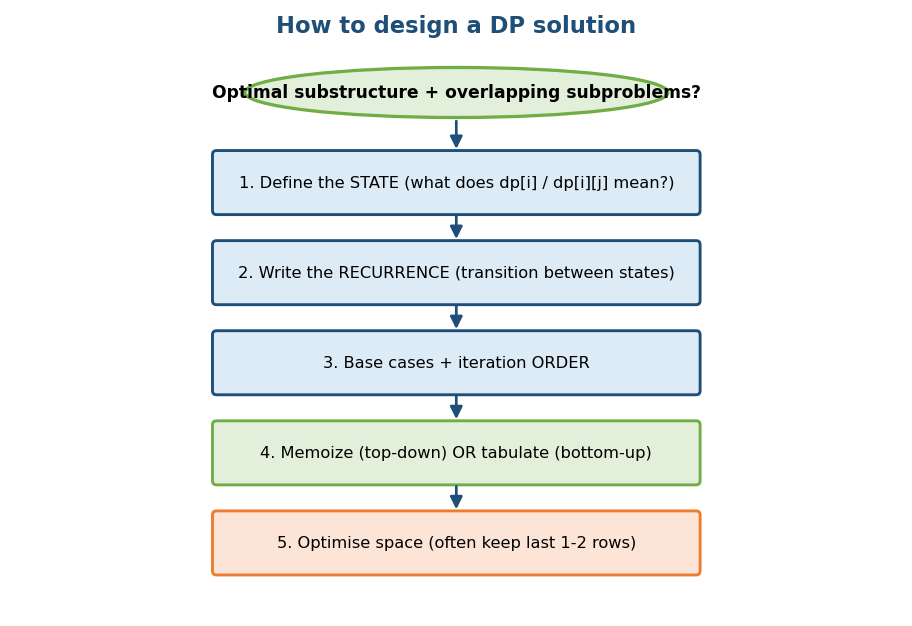 How to design a DP solution
Optimal substructure + overlapping subproblems?
1. Define the STATE (what does dp[i] / dp[i][j] mean?)
2. Write the RECURRENCE (transition between states)
3. Base cases + iteration ORDER
4. Memoize (top-down) OR tabulate (bottom-up)
5. Optimise space (often keep last 1-2 rows)